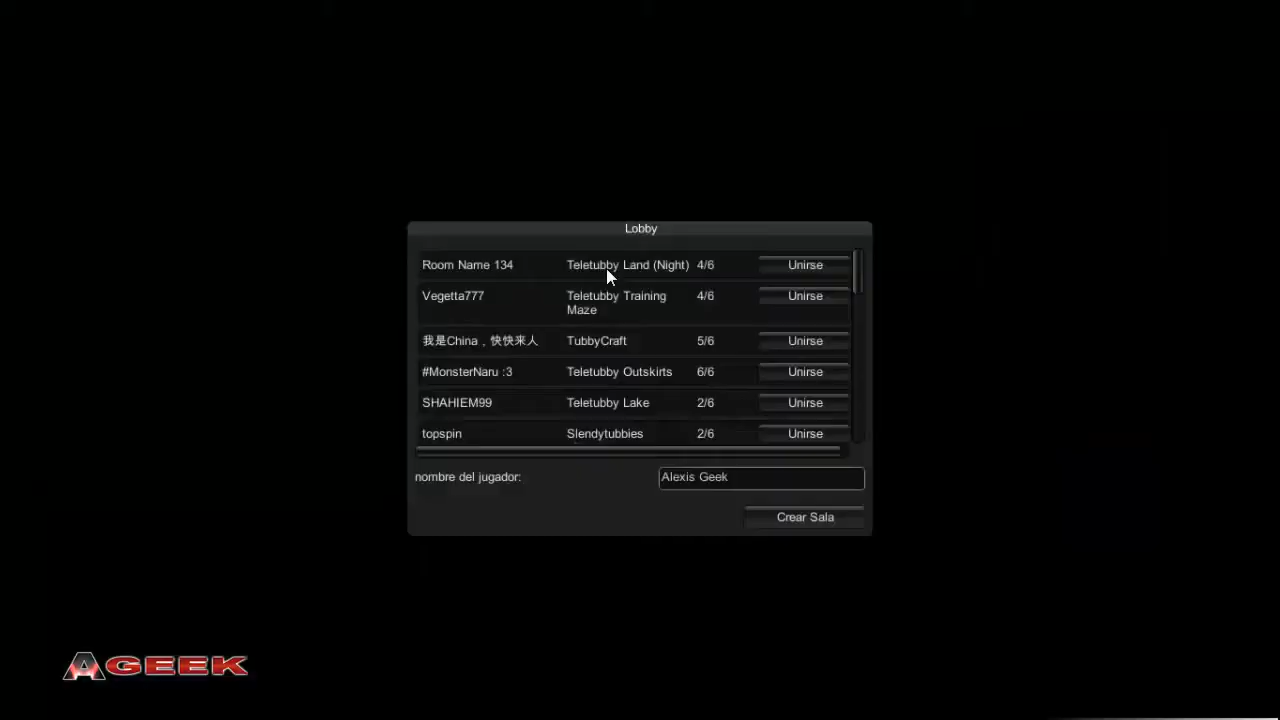 Lobby
Room Name 134 Teletubby Land (Night) 4/6 Unirse
Vegetta777 Teletubby Training 4/6 Unirse
Maze
我是China，快快来人 TubbyCraft 5/6 Unirse
#MonsterNaru :3 Teletubby Outskirts 6/6 Unirse
SHAHIEM99 Teletubby Lake 2/6 Unirse
topspin Slendytubbies 2/6 Unirse
nombre del jugador: Alexis Geek
Crear Sala
AGEEK